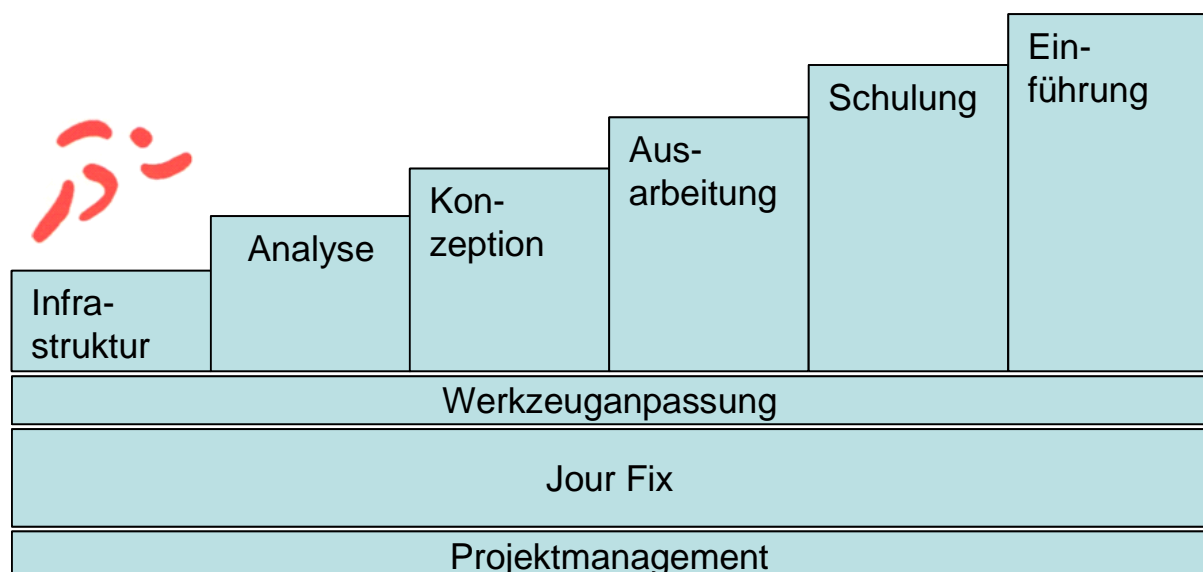 Infra-
struktur
Analyse
Kon-
zeption
Aus-
arbeitung
Schulung
Ein-
führung
Werkzeuganpassung
Jour Fix
Projektmanagement